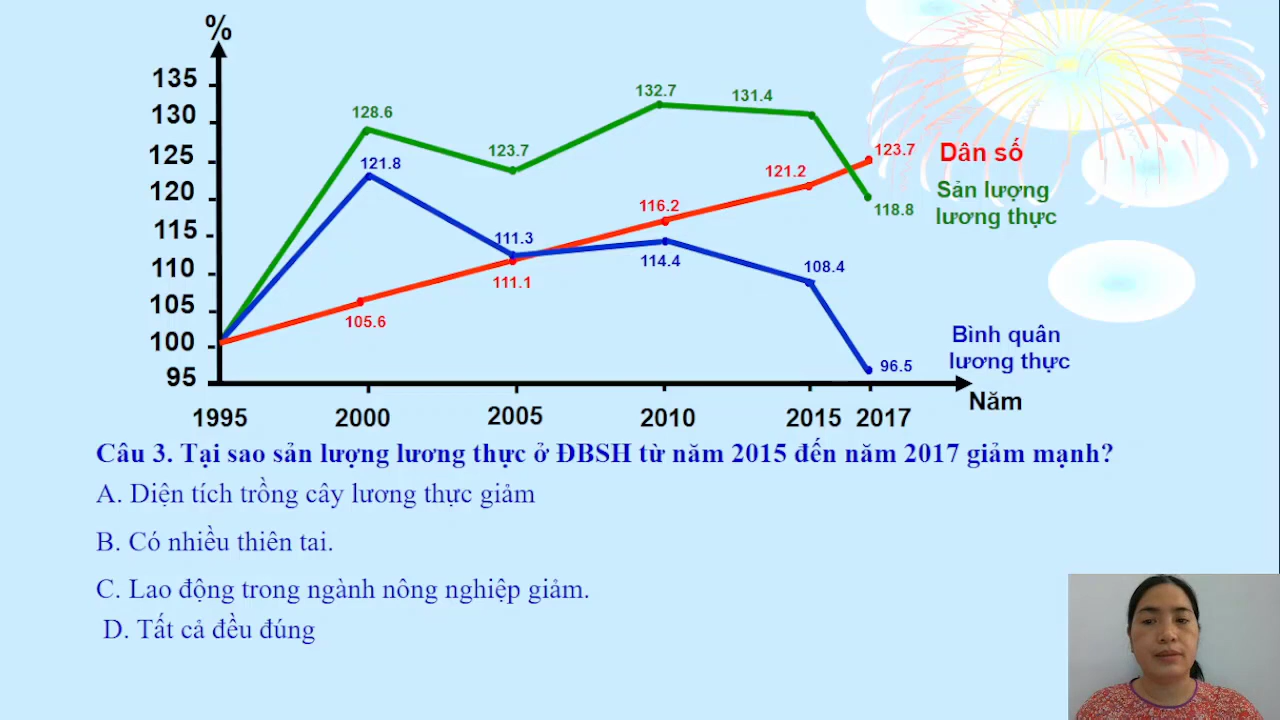 %
135
130
125
120
115
110
105
100
95
128.6
123.7
132.7
131.4
118.8
121.8
111.3
114.4
108.4
96.5
105.6
111.1
116.2
121.2
123.7
Dân số
Sản lượng
lương thực
Bình quân
lương thực
1995 2000 2005 2010 2015 2017
Năm
Câu 3. Tại sao sản lượng lương thực ở ĐBSH từ năm 2015 đến năm 2017 giảm mạnh?
A. Diện tích trồng cây lương thực giảm
B. Có nhiều thiên tai.
C. Lao động trong ngành nông nghiệp giảm.
D. Tất cả đều đúng